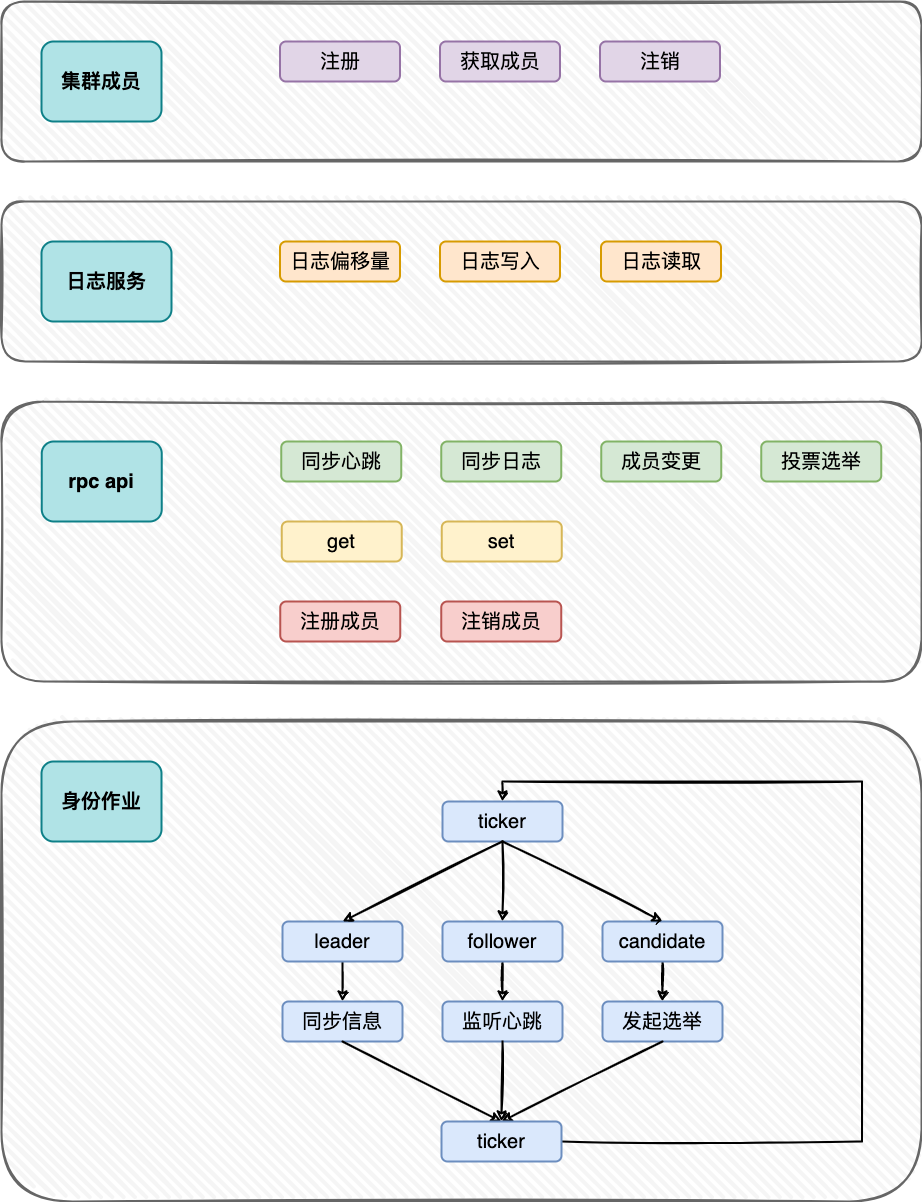 集群成员
注册
获取成员
注销
日志服务
日志偏移量
日志写入
日志读取
rpc api
同步心跳
同步日志
成员变更
投票选举
get
set
注册成员
注销成员
身份作业
ticker
leader
follower
candidate
同步信息
监听心跳
发起选举
ticker